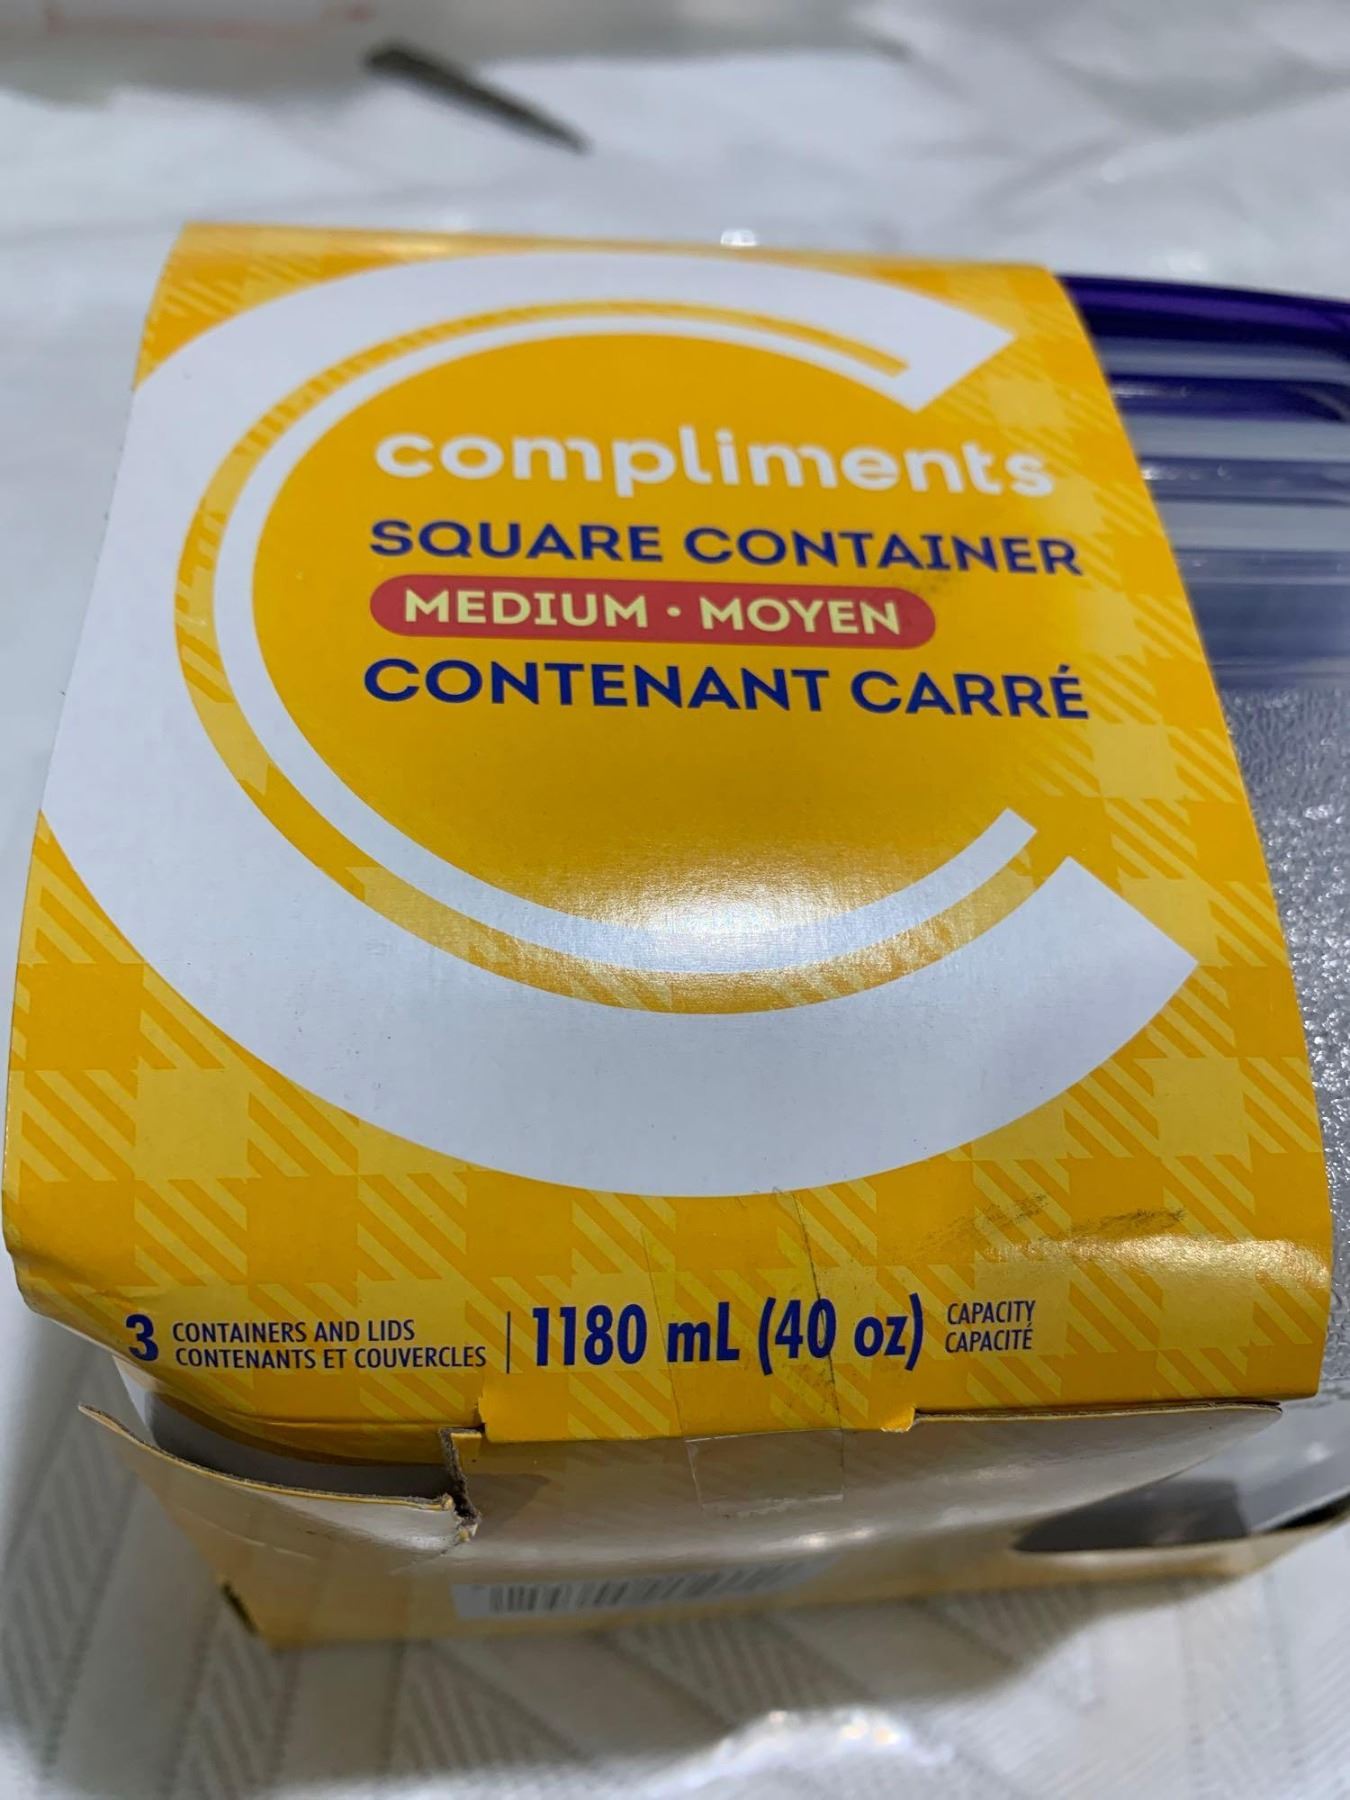 compliments
SQUARE CONTAINER
MEDIUM • MOYEN
CONTENANT CARRÉ
3 CONTAINERS AND LIDS
CONTENANTS ET COUVERCLES
1180 mL (40 oz) CAPACITY
CAPACITÉ